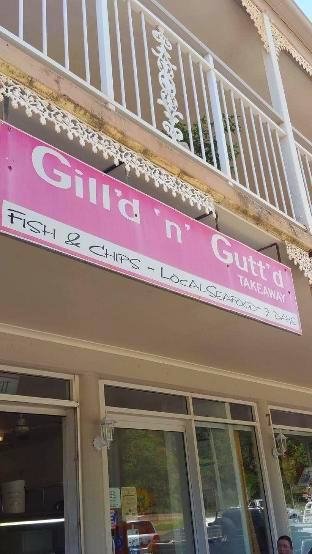 Gill'd 'n' Gutt'd
TAKEAWAY
FISH & CHIPS - LOCAL SEAFOOD - 7 DAYS